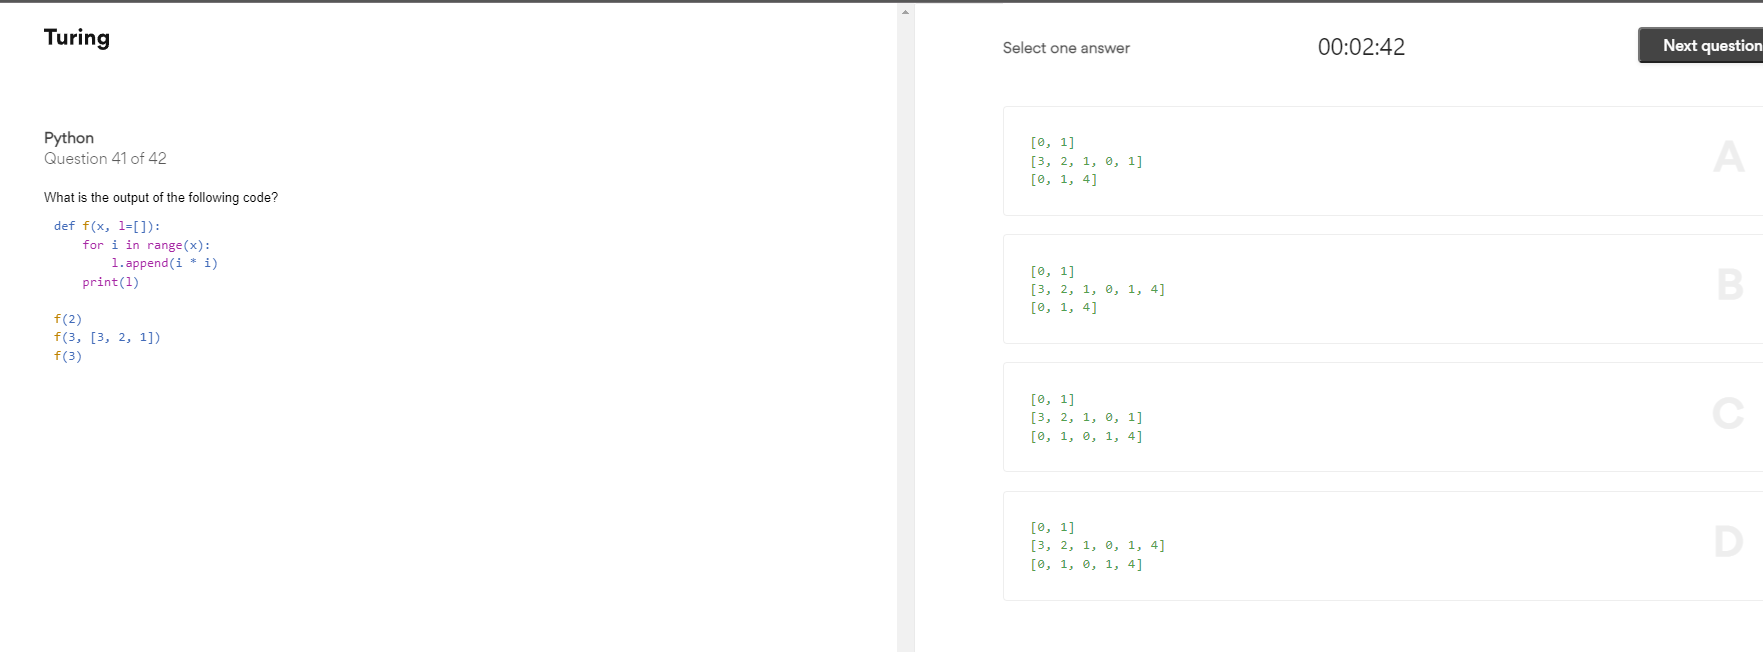 Turing
Python
Question 41 of 42
What is the output of the following code?
def f(x, l=[]):
    for i in range(x):
        l.append(i * i)
    print(l)
f(2)
f(3, [3, 2, 1])
f(3)
Select one answer
00:02:42
Next question
[0, 1]
[3, 2, 1, 0, 1]
[0, 1, 4]
A
[0, 1]
[3, 2, 1, 0, 1, 4]
[0, 1, 4]
B
[0, 1]
[3, 2, 1, 0, 1]
[0, 1, 0, 1, 4]
C
[0, 1]
[3, 2, 1, 0, 1, 4]
[0, 1, 0, 1, 4]
D